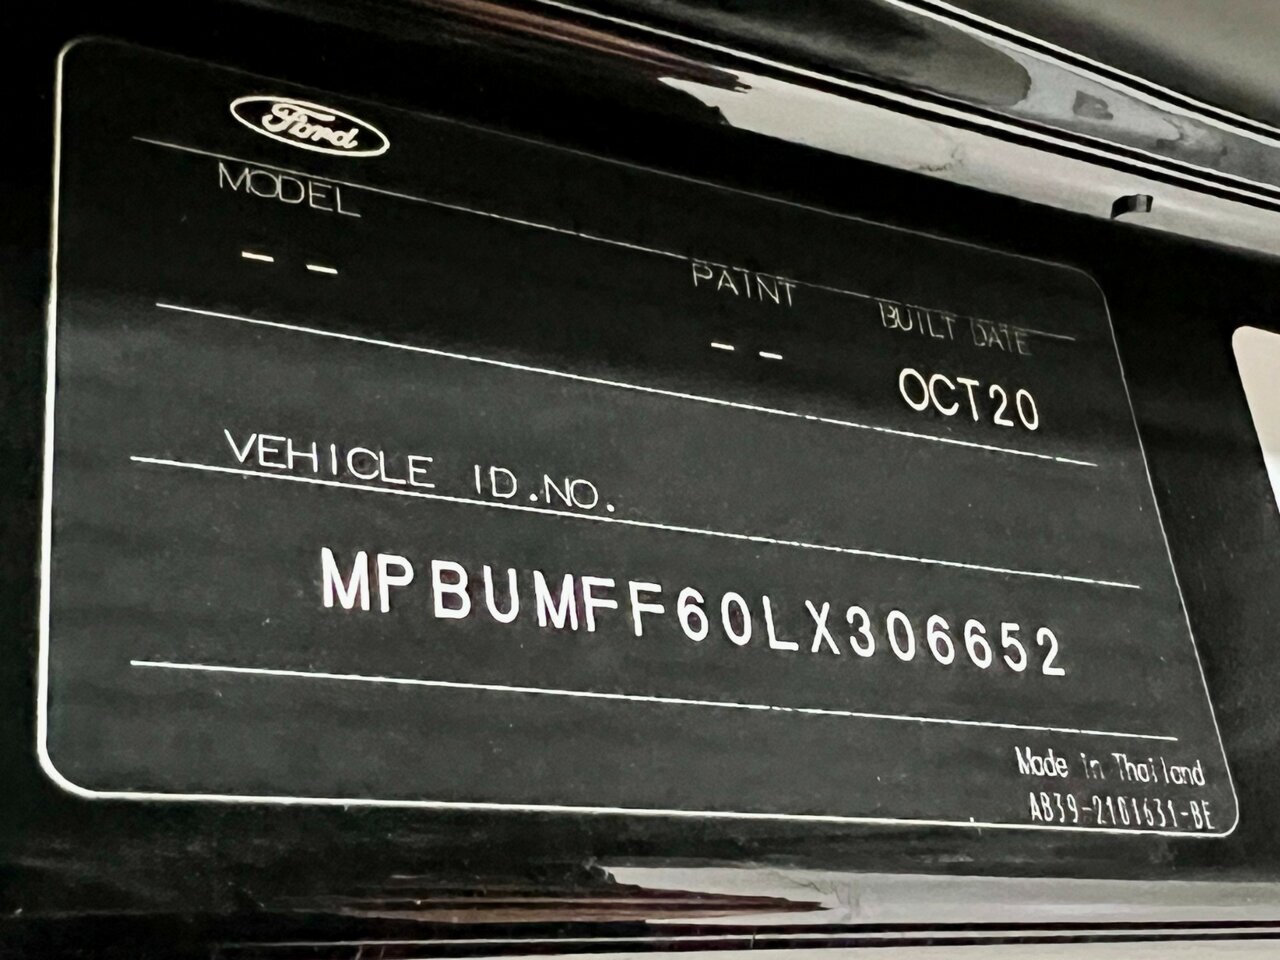 Ford
MODEL PAINT BUILT DATE
-- -- OCT20
VEHICLE ID.NO.
MPBUMFF60LX306652
Made in Thailand
AB39-2101631-BE